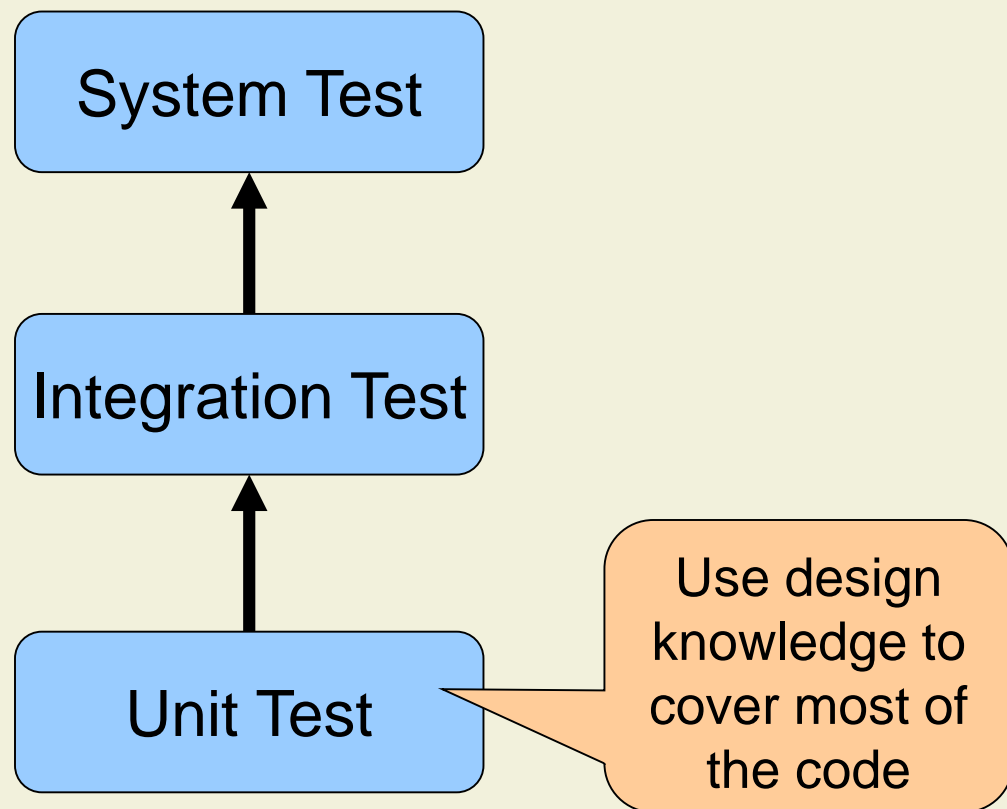 System Test
Integration Test
Unit Test
Use design
knowledge to
cover most of
the code